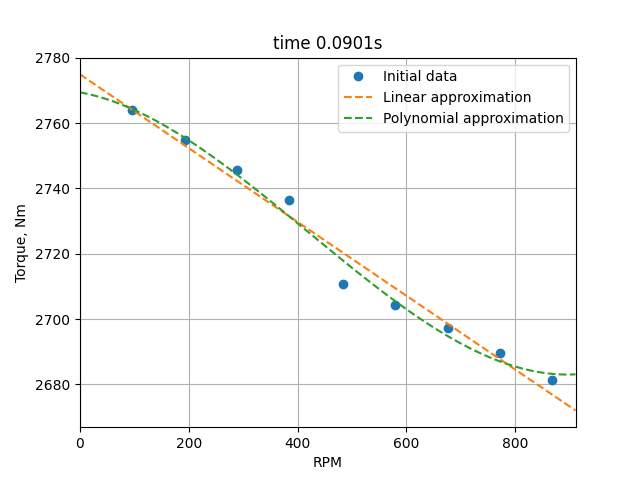 time 0.0901s
2780
2760
2740
2720
2700
2680
Torque, Nm
Initial data
Linear approximation
Polynomial approximation
0 200 400 600 800
RPM